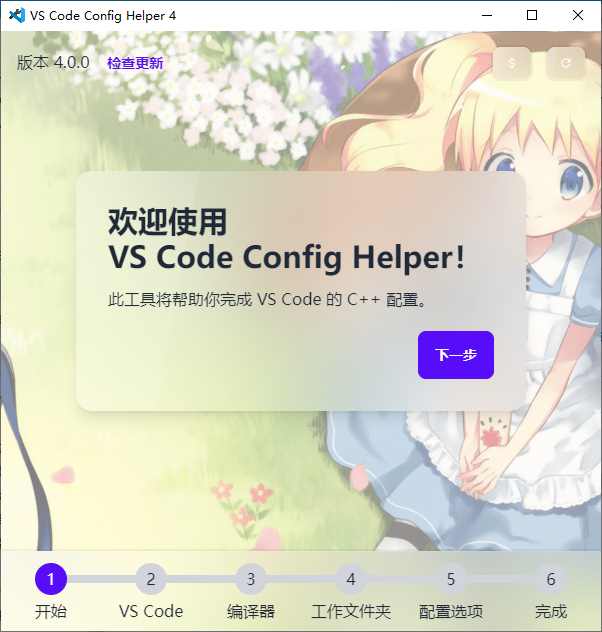 VS Code Config Helper 4
版本 4.0.0 检查更新
$
欢迎使用
VS Code Config Helper!
此工具将帮助你完成 VS Code 的 C++ 配置。
下一步
1 2 3 4 5 6
开始 VS Code 编译器 工作文件夹 配置选项 完成